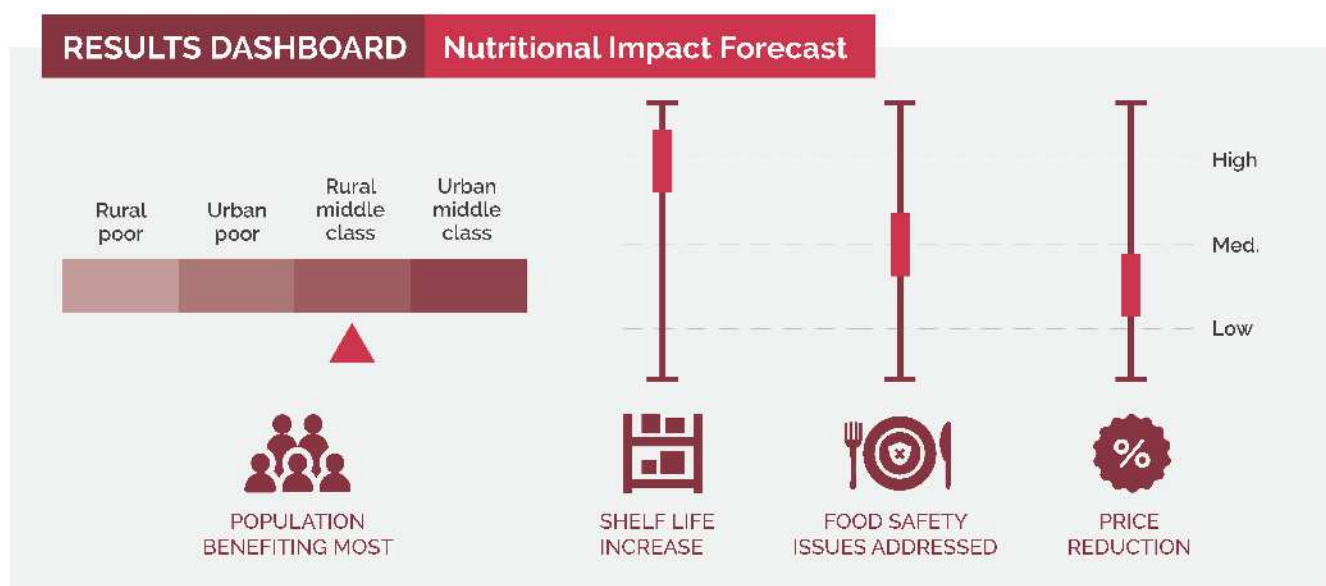 RESULTS DASHBOARD Nutritional Impact Forecast
Rural
poor
Urban
poor
Rural
middle
class
Urban
middle
class
High
Med.
Low
%
POPULATION
BENEFITING MOST
SHELF LIFE
INCREASE
FOOD SAFETY
ISSUES ADDRESSED
PRICE
REDUCTION